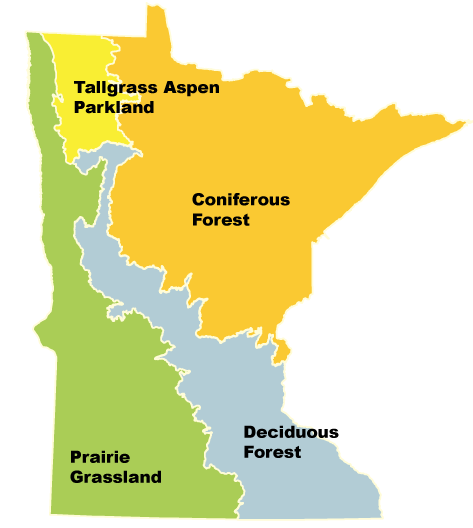 Tallgrass Aspen
Parkland
Coniferous
Forest
Deciduous
Forest
Prairie
Grassland